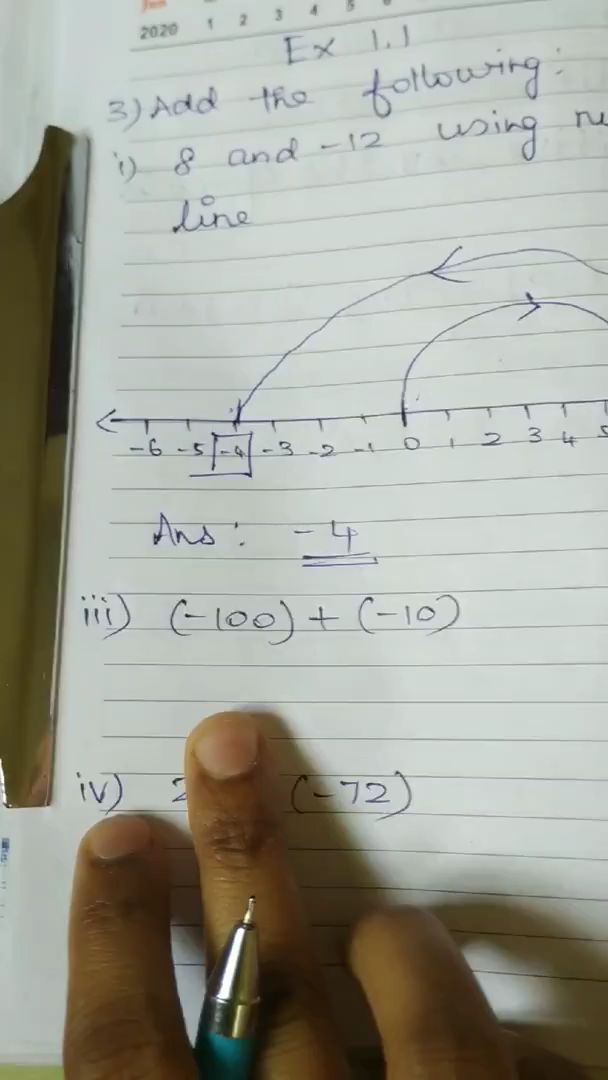 2020 1 2 3 4 5
Ex 1.1
3) Add the following:
i) 8 and -12 using
line
-6 -5 -4 -3 -2 -1 0 1 2 3 4 5
Ans: -4
iii) (-100) + (-10)
iv) (-72)